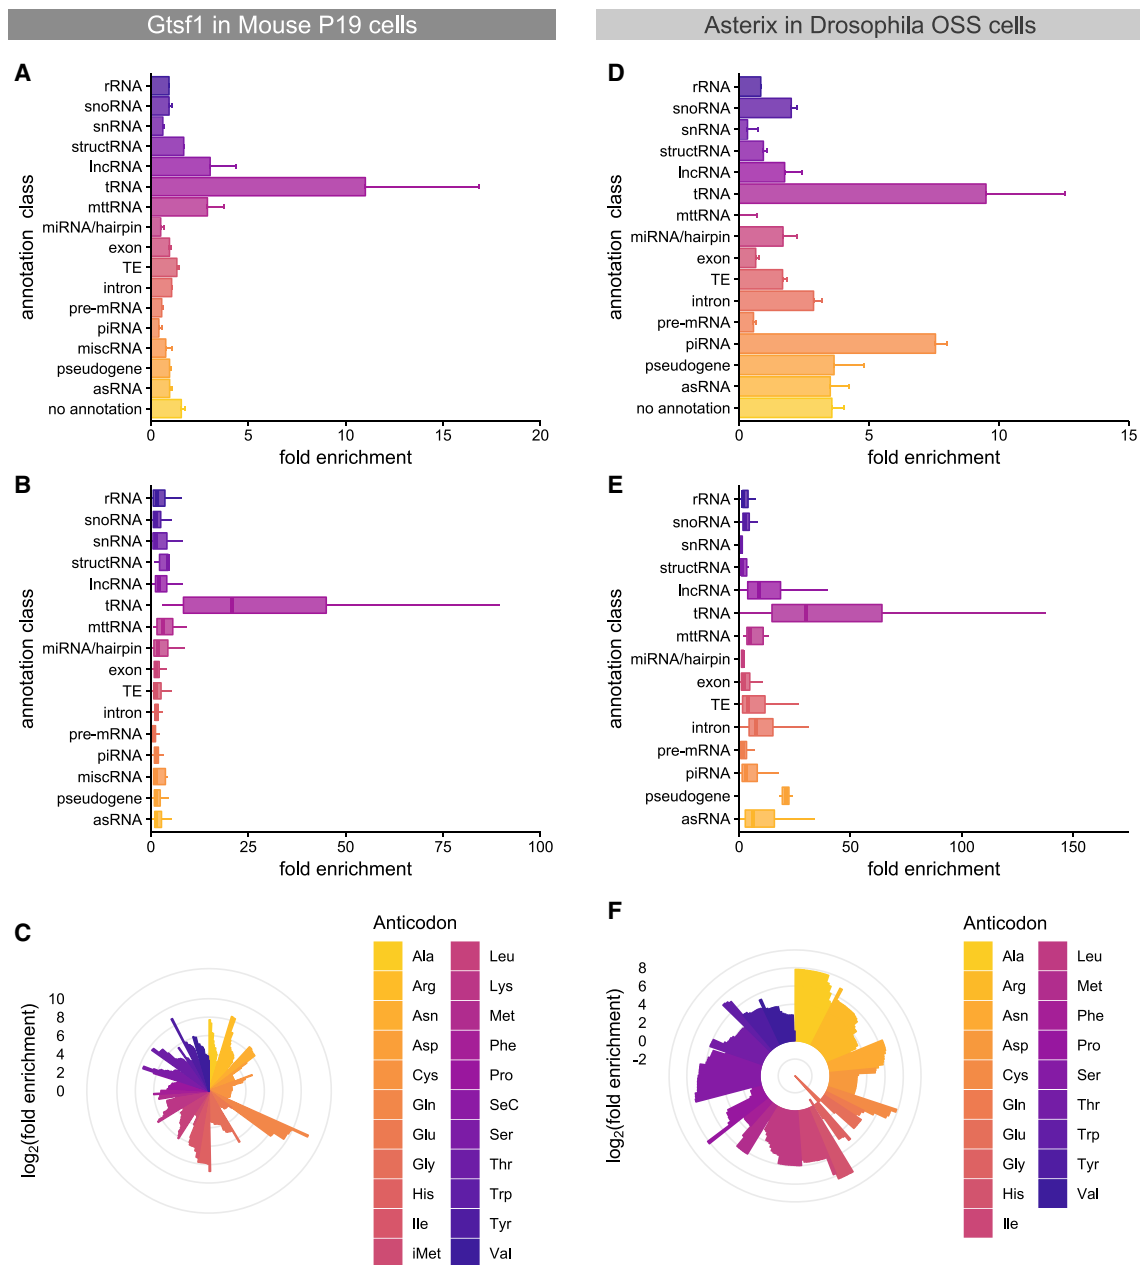 Gtsf1 in Mouse P19 cells
A
annotation class
rRNA
snoRNA
snRNA
structRNA
lncRNA
tRNA
mttRNA
miRNA/hairpin
exon
TE
intron
pre-mRNA
piRNA
miscRNA
pseudogene
asRNA
no annotation
0 5 10 15 20
fold enrichment
B
annotation class
rRNA
snoRNA
snRNA
structRNA
lncRNA
tRNA
mttRNA
miRNA/hairpin
exon
TE
intron
pre-mRNA
piRNA
miscRNA
pseudogene
asRNA
0 25 50 75 100
fold enrichment
C
log2(fold enrichment)
10
8
6
4
2
0
Anticodon
Ala
Arg
Asn
Asp
Cys
Gln
Glu
Gly
His
Ile
iMet
Leu
Lys
Met
Phe
Pro
SeC
Ser
Thr
Trp
Tyr
Val
Asterix in Drosophila OSS cells
D
annotation class
rRNA
snoRNA
snRNA
structRNA
lncRNA
tRNA
mttRNA
miRNA/hairpin
exon
TE
intron
pre-mRNA
piRNA
pseudogene
asRNA
no annotation
0 5 10 15
fold enrichment
E
annotation class
rRNA
snoRNA
snRNA
structRNA
lncRNA
tRNA
mttRNA
miRNA/hairpin
exon
TE
intron
pre-mRNA
piRNA
pseudogene
asRNA
0 50 100 150
fold enrichment
F
log2(fold enrichment)
8
6
4
2
0
-2
Anticodon
Ala
Arg
Asn
Asp
Cys
Gln
Glu
Gly
His
Ile
Leu
Met
Phe
Pro
Ser
Thr
Trp
Tyr
Val